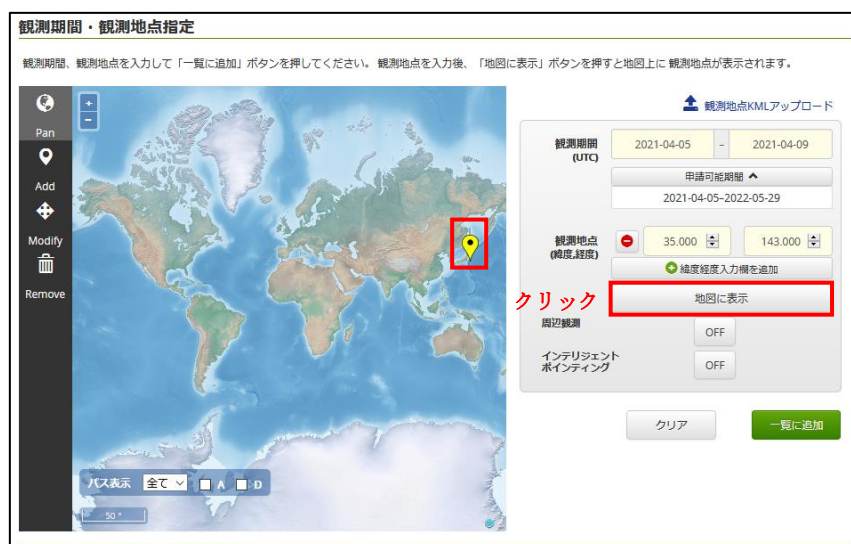 観測期間・観測地点指定
観測期間、観測地点を入力して「一覧に追加」ボタンを押してください。 観測地点を入力後、「地図に表示」ボタンを押すと地図上に 観測地点が表示されます。
観測地点KMLアップロード
+
-
Pan
Add
Modify
Remove
観測期間
(UTC)
2021-04-05 - 2021-04-09
申請可能期間
2021-04-05-2022-05-29
観測地点
(緯度,経度)
35.000 143.000
緯度経度入力欄を追加
クリック
地図に表示
周辺観測 OFF
インテリジェント
ポインティング
OFF
クリア 一覧に追加
パス表示 全て A D
50 °